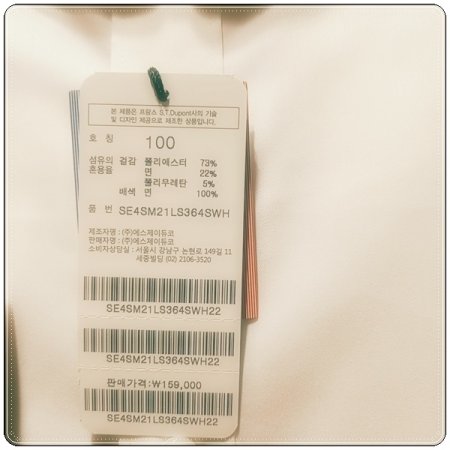 본 제품은 프랑스 S.T.Dupont사의 기술
및 디자인 제공으로 제조한 상품입니다.
호 칭 100
섬유의 겉감 폴리에스터 73%
혼용율 면 22%
폴리우레탄 5%
배색 면 100%
품 번 SE4SM21LS364SWH
제조자명 : (주)에스제이듀코
판매자명 : (주)에스제이듀코
소비자상담실 : 서울시 강남구 논현로 149길 11
세종빌딩 (02) 2106-3520
SE4SM21LS364SWH22
SE4SM21LS364SWH22
판매가격:₩159,000
SE4SM21LS364SWH22